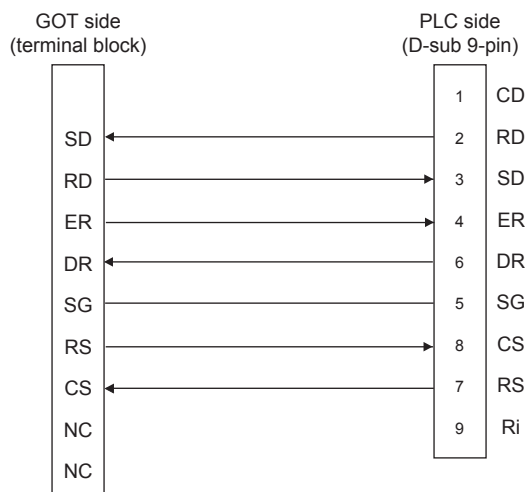 GOT side
(terminal block)
PLC side
(D-sub 9-pin)
1 CD
SD 2 RD
RD 3 SD
ER 4 ER
DR 6 DR
SG 5 SG
RS 8 CS
CS 7 RS
NC 9 Ri
NC